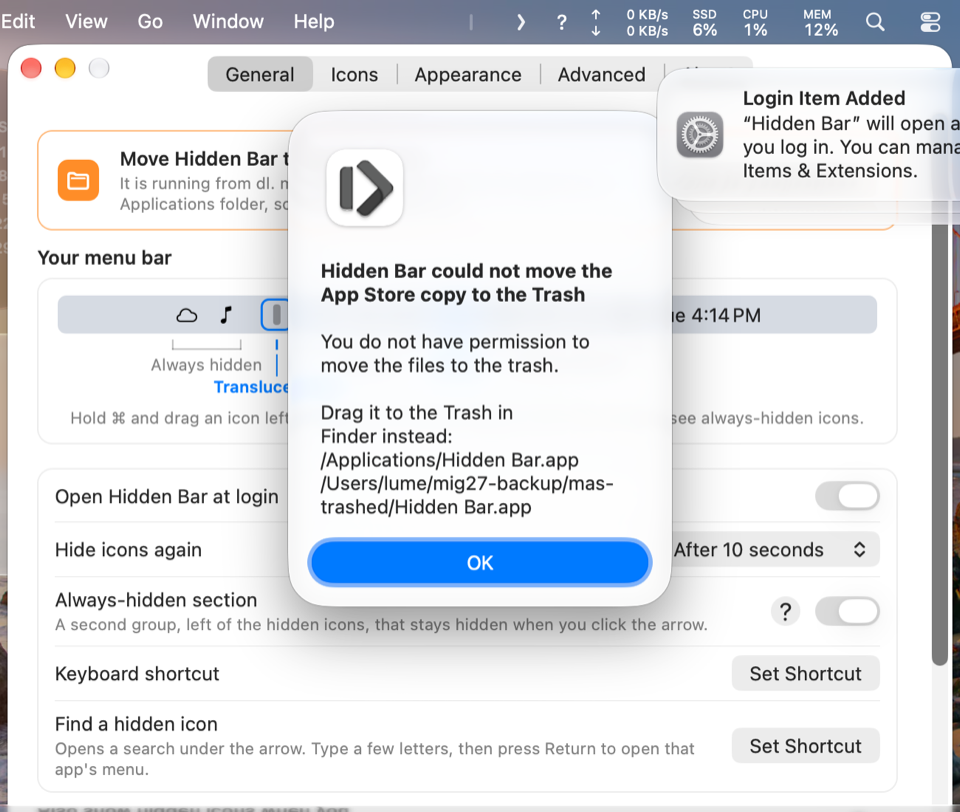 Edit View Go Window Help
? 0 KB/s 0 KB/s SSD 6% CPU 1% MEM 12%
General Icons Appearance Advanced
Login Item Added
“Hidden Bar” will open
you log in. You can
Items & Extensions.
Move Hidden Bar
It is running from dl.
Applications folder,
Your menu bar
4:14 PM
Always hidden
Hold ⌘ and drag an icon left
see always-hidden icons.
Hidden Bar could not move the
App Store copy to the Trash
You do not have permission to
move the files to the trash.
Drag it to the Trash in
Finder instead:
/Applications/Hidden Bar.app
/Users/lume/mig27-backup/mas-
trashed/Hidden Bar.app
OK
Open Hidden Bar at login
Hide icons again
After 10 seconds
Always-hidden section
?
A second group, left of the hidden icons, that stays hidden when you click the arrow.
Keyboard shortcut
Set Shortcut
Find a hidden icon
Opens a search under the arrow. Type a few letters, then press Return to open that
app's menu.
Set Shortcut